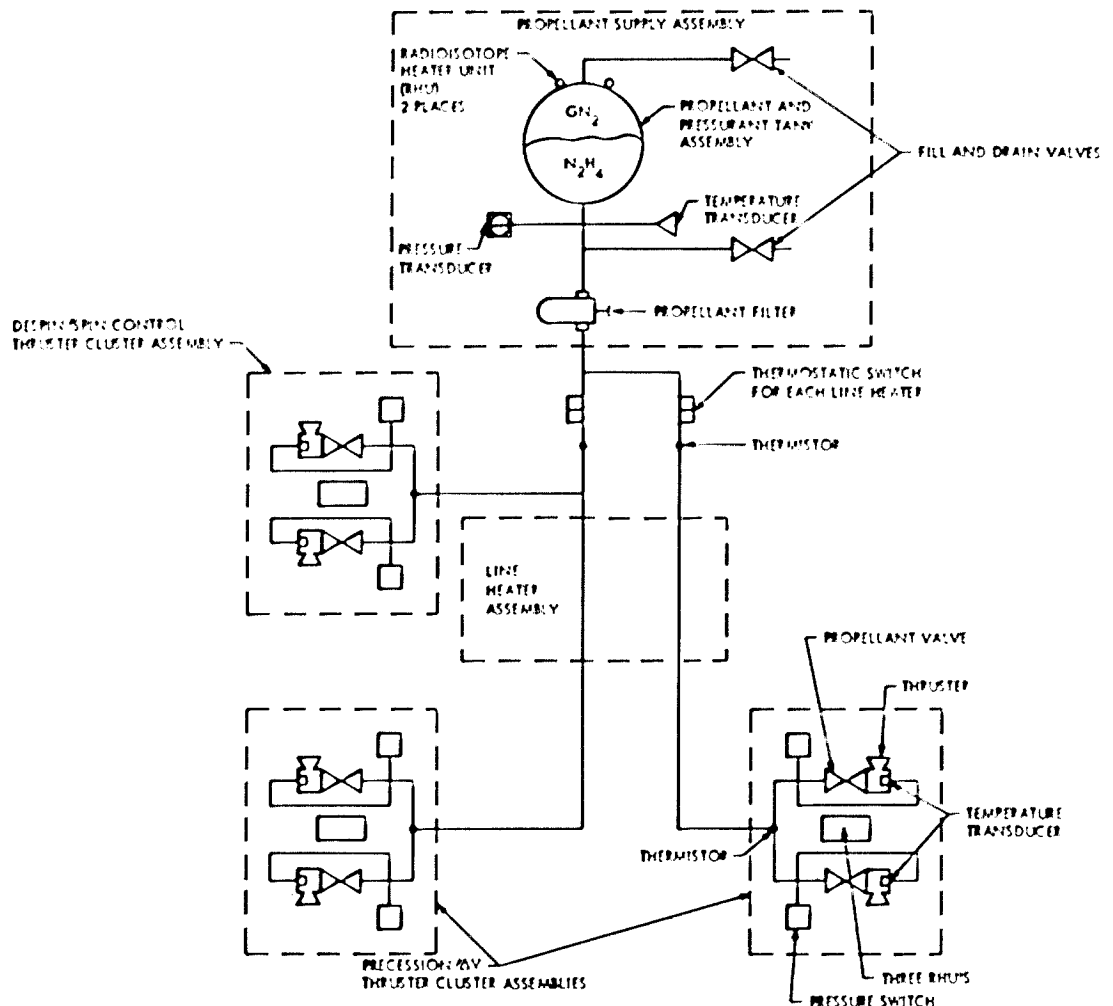 PROPELLANT SUPPLY ASSEMBLY
RADIOISOTOPE
HEATER UNIT
(RHU)
2 PLACES
GN2
N2H4
PROPELLANT AND
PRESSURANT TANK
ASSEMBLY
FILL AND DRAIN VALVES
TEMPERATURE
TRANSDUCER
PRESSURE
TRANSDUCER
PROPELLANT FILTER
DESPIN/SPIN CONTROL
THRUSTER CLUSTER ASSEMBLY
THERMOSTATIC SWITCH
FOR EACH LINE HEATER
THERMISTOR
LINE
HEATER
ASSEMBLY
PROPELLANT VALVE
THRUSTER
TEMPERATURE
TRANSDUCER
THERMISTOR
PRECESSION/ΔV
THRUSTER CLUSTER ASSEMBLIES
THREE RHU'S
PRESSURE SWITCH